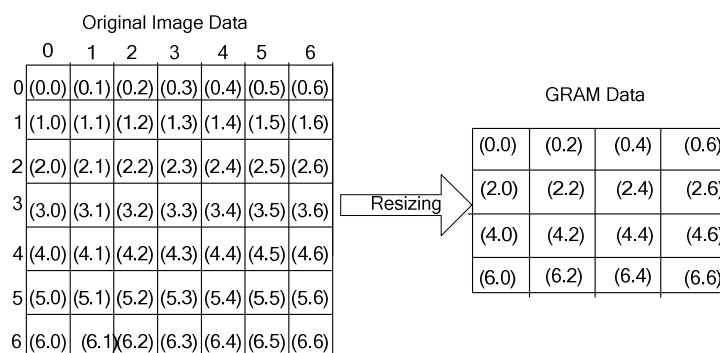 Original Image Data
0 1 2 3 4 5 6
0 (0.0) (0.1) (0.2) (0.3) (0.4) (0.5) (0.6)
1 (1.0) (1.1) (1.2) (1.3) (1.4) (1.5) (1.6)
2 (2.0) (2.1) (2.2) (2.3) (2.4) (2.5) (2.6)
3 (3.0) (3.1) (3.2) (3.3) (3.4) (3.5) (3.6)
4 (4.0) (4.1) (4.2) (4.3) (4.4) (4.5) (4.6)
5 (5.0) (5.1) (5.2) (5.3) (5.4) (5.5) (5.6)
6 (6.0) (6.1) (6.2) (6.3) (6.4) (6.5) (6.6)
Resizing
GRAM Data
(0.0) (0.2) (0.4) (0.6)
(2.0) (2.2) (2.4) (2.6)
(4.0) (4.2) (4.4) (4.6)
(6.0) (6.2) (6.4) (6.6)